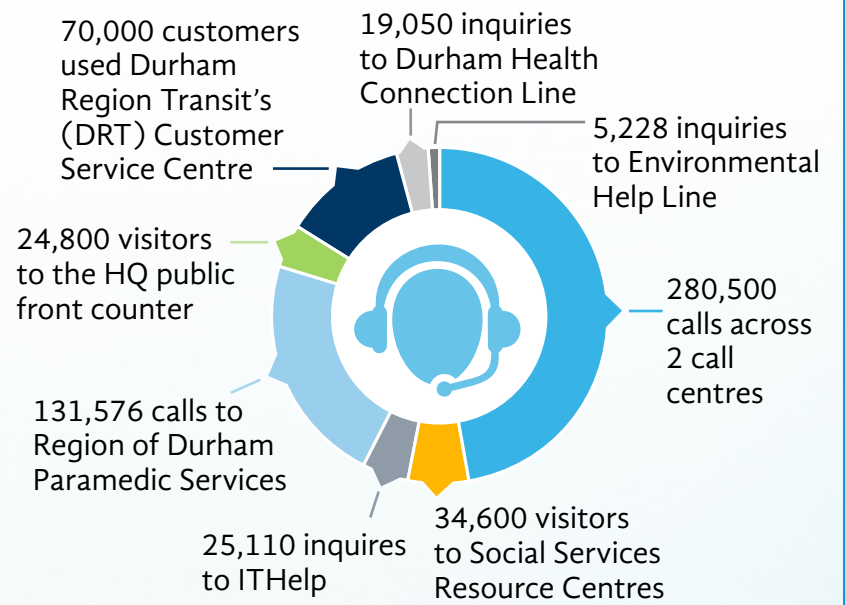 70,000 customers
used Durham
Region Transit's
(DRT) Customer
Service Centre
19,050 inquiries
to Durham Health
Connection Line
5,228 inquiries
to Environmental
Help Line
24,800 visitors
to the HQ public
front counter
280,500
calls across
2 call
centres
131,576 calls to
Region of Durham
Paramedic Services
25,110 inquires
to ITHelp
34,600 visitors
to Social Services
Resource Centres